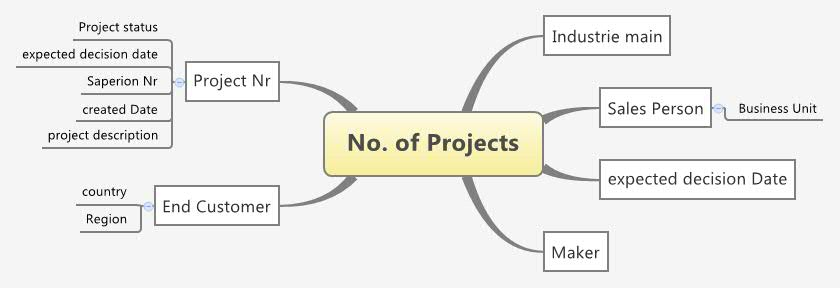 Project status
expected decision date
Saperion Nr
created Date
project description
Project Nr
country
Region
End Customer
No. of Projects
Industrie main
Sales Person
Business Unit
expected decision Date
Maker